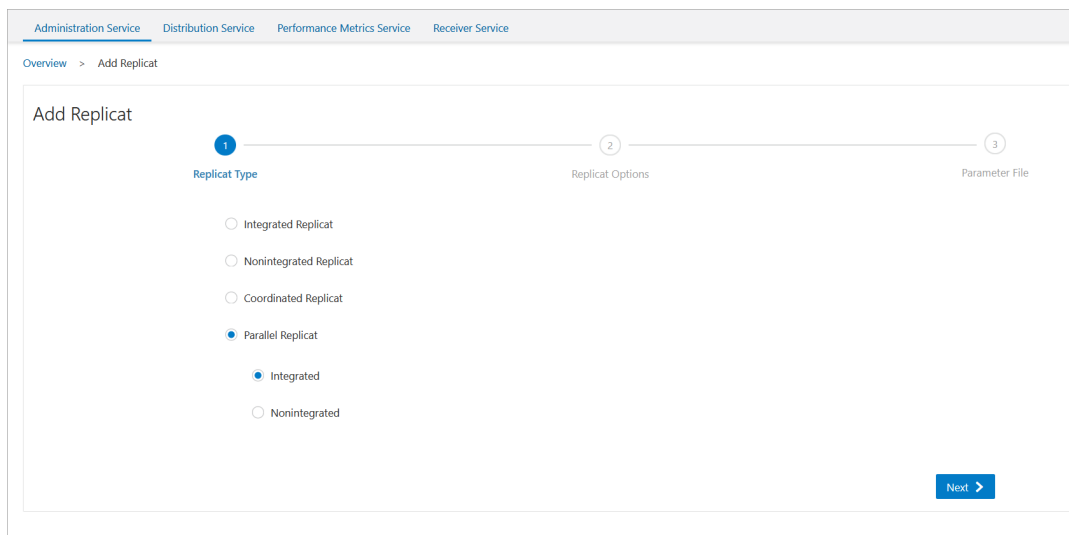 Administration Service Distribution Service Performance Metrics Service Receiver Service
Overview > Add Replicat
Add Replicat
1 2 3
Replicat Type Replicat Options Parameter File
Integrated Replicat
Nonintegrated Replicat
Coordinated Replicat
Parallel Replicat
Integrated
Nonintegrated
Next